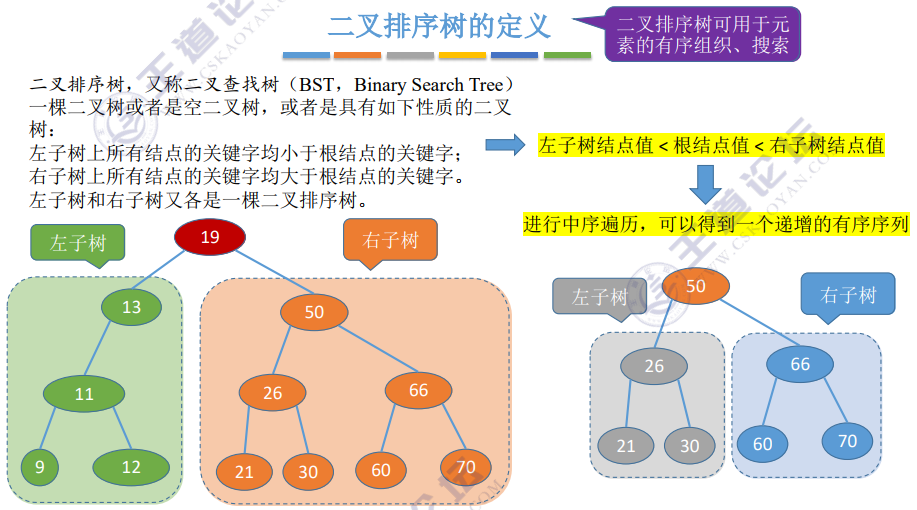 二叉排序树的定义
二叉排序树可用于元
素的有序组织、搜索
二叉排序树，又称二叉查找树（BST，Binary Search Tree）
一棵二叉树或者是空二叉树，或者是具有如下性质的二叉
树：
左子树上所有结点的关键字均小于根结点的关键字；
右子树上所有结点的关键字均大于根结点的关键字。
左子树和右子树又各是一棵二叉排序树。
左子树结点值 < 根结点值 < 右子树结点值
进行中序遍历，可以得到一个递增的有序序列
左子树
19
右子树
13
50
11
26
66
9
12
21
30
60
70
左子树
50
右子树
26
66
21
30
60
70
王道论坛
WWW.CSKAOYAN.COM
王道论坛
WWW.CSKAOYAN.COM